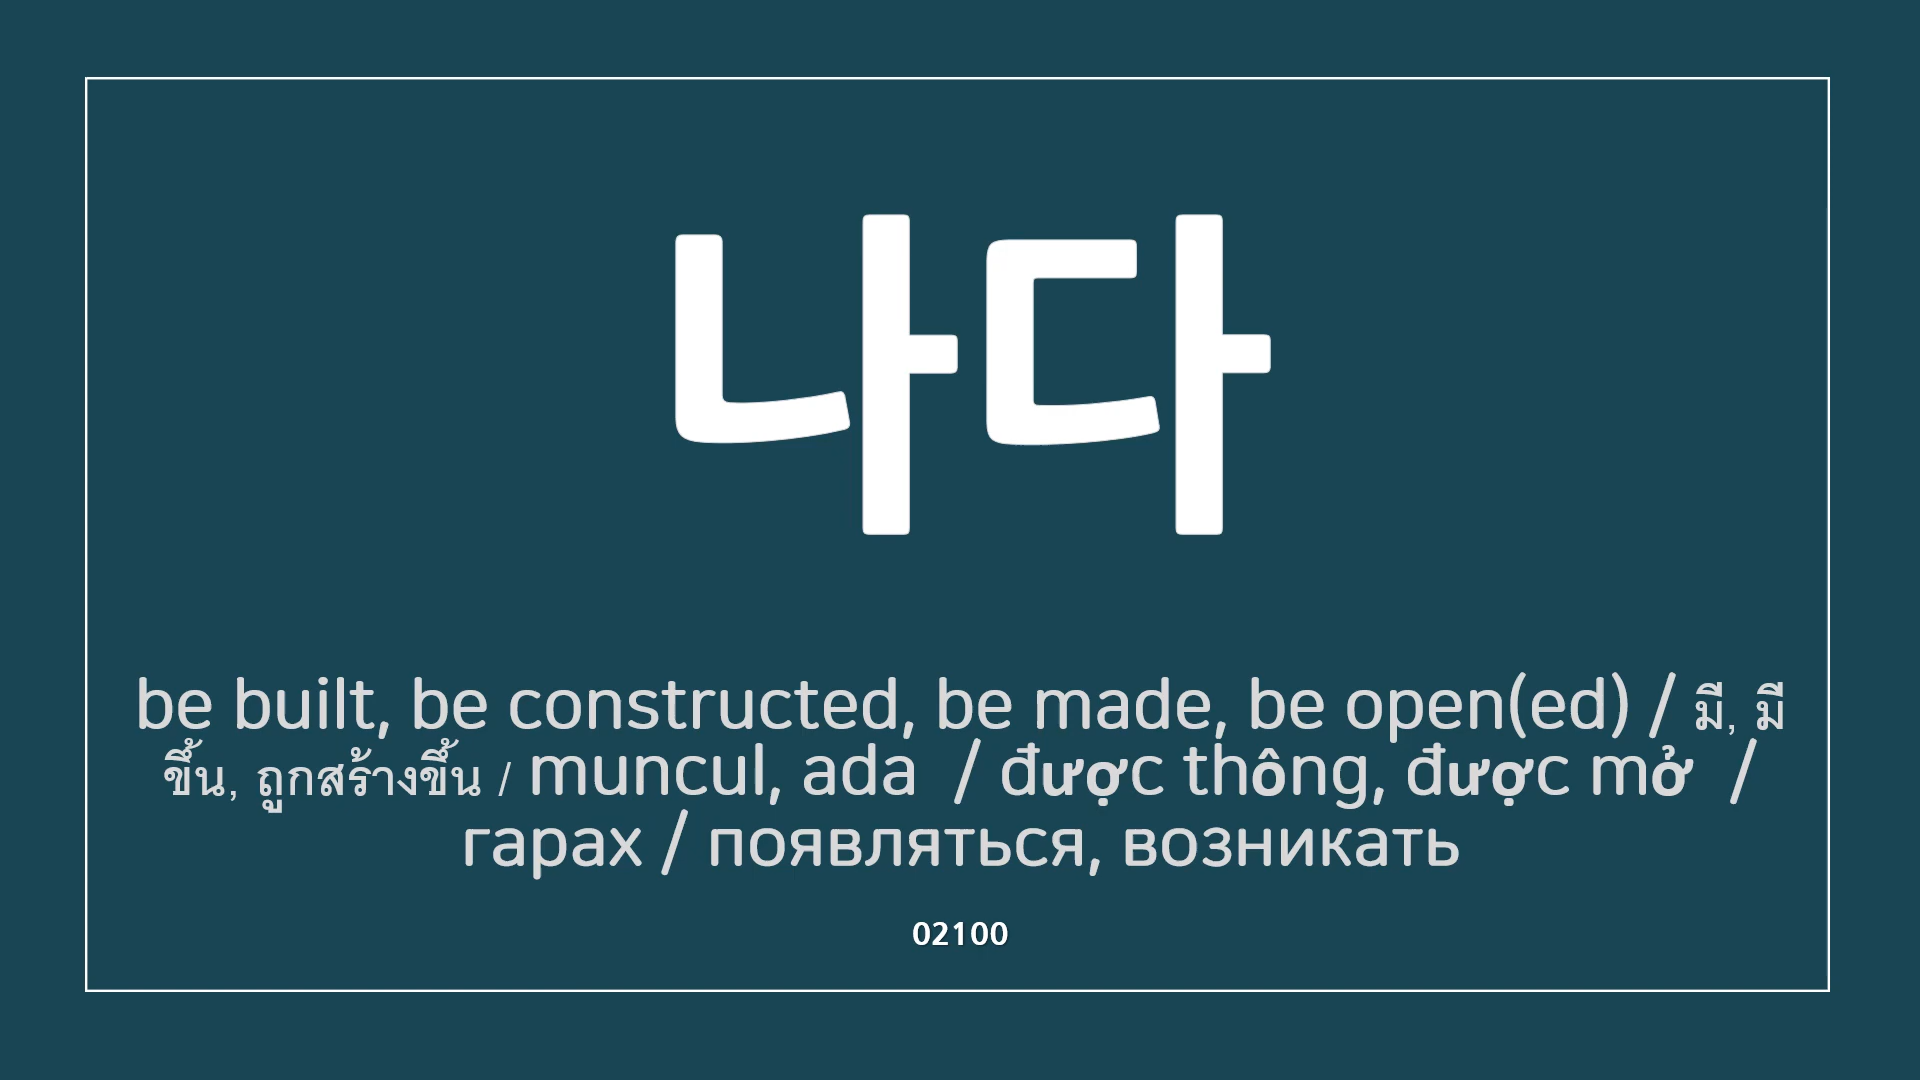 나다
be built, be constructed, be made, be open(ed) / มี, มี
ขึ้น, ถูกสร้างขึ้น / muncul, ada / được thông, được mở /
гарах / появляться, возникать
02100